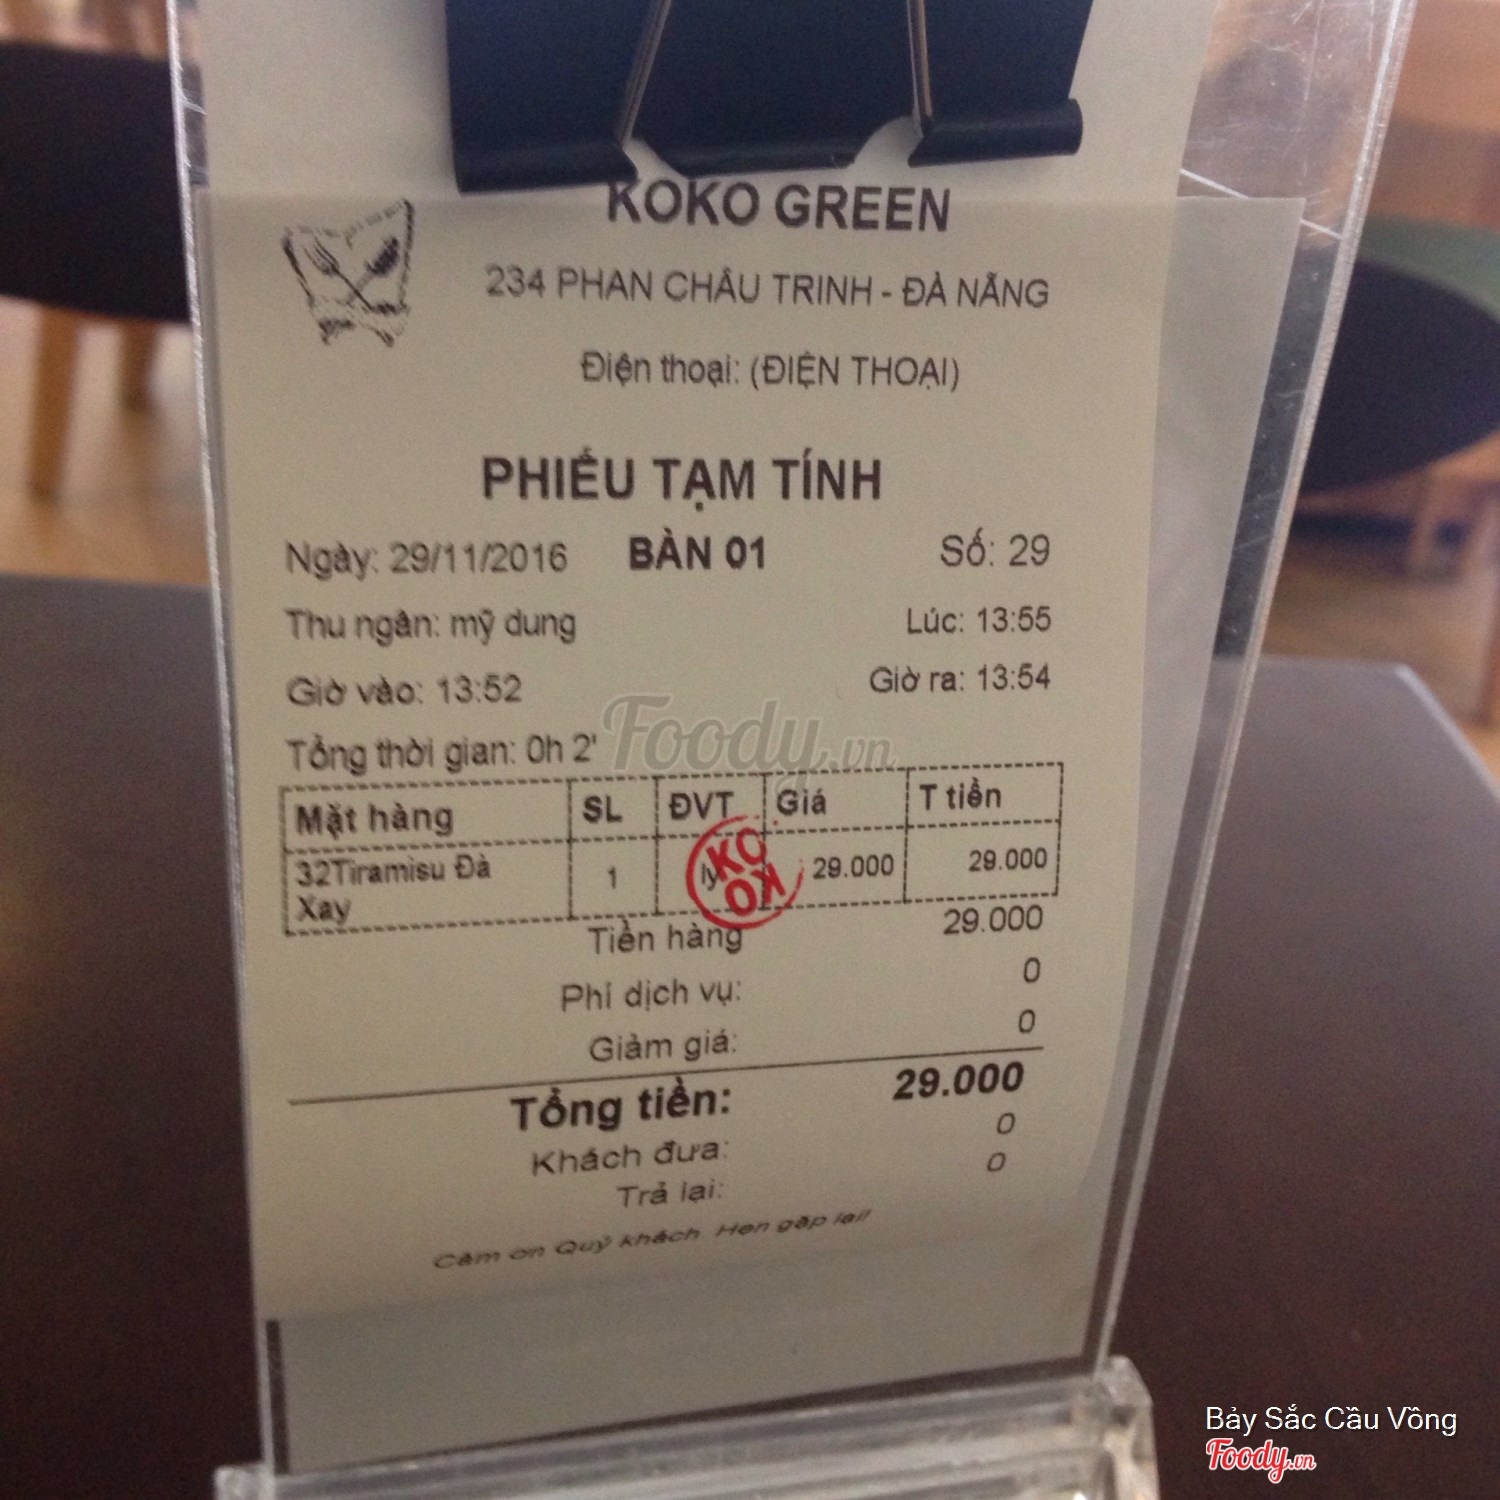 KOKO GREEN
234 PHAN CHÂU TRINH - ĐÀ NẴNG
Điện thoại: (ĐIỆN THOẠI)
PHIẾU TẠM TÍNH
Ngày: 29/11/2016 BÀN 01 Số: 29
Thu ngân: mỹ dung Lúc: 13:55
Giờ vào: 13:52 Giờ ra: 13:54
Tổng thời gian: 0h 2'
Foody.vn
Mặt hàng SL ĐVT Giá T tiền
32Tiramisu Đà Xay 1 ly 29.000 29.000
KO
KO
Tiền hàng 29.000
Phí dịch vụ: 0
Giảm giá: 0
Tổng tiền: 29.000
Khách đưa: 0
Trả lại: 0
Cảm ơn Quý khách. Hẹn gặp lại!
Bảy Sắc Cầu Vồng
Foody.vn